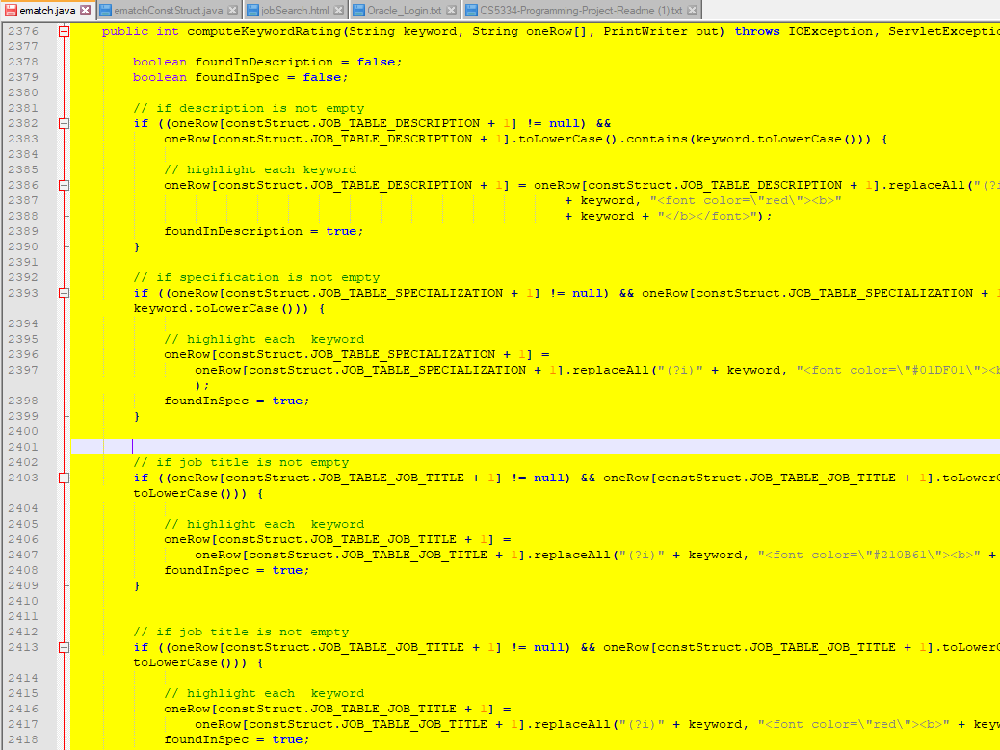 ematch.java ematchConstStruct.java jobSearch.html Oracle_Login.txt CS5334-Programming-Project-Readme (1).txt
2376 public int computeKeywordRating(String keyword, String oneRow[], PrintWriter out) throws IOException, ServletExceptio
2377
2378 boolean foundInDescription = false;
2379 boolean foundInSpec = false;
2380
2381 // if description is not empty
2382 if ((oneRow[constStruct.JOB_TABLE_DESCRIPTION + 1] != null) &&
2383 oneRow[constStruct.JOB_TABLE_DESCRIPTION + 1].toLowerCase().contains(keyword.toLowerCase())) {
2384
2385 // highlight each keyword
2386 oneRow[constStruct.JOB_TABLE_DESCRIPTION + 1] = oneRow[constStruct.JOB_TABLE_DESCRIPTION + 1].replaceAll("(?i
2387 + keyword, "<font color=\"red\"><b>"
2388 + keyword + "</b></font>");
2389 foundInDescription = true;
2390 }
2391
2392 // if specification is not empty
2393 if ((oneRow[constStruct.JOB_TABLE_SPECIALIZATION + 1] != null) && oneRow[constStruct.JOB_TABLE_SPECIALIZATION + 1
keyword.toLowerCase())) {
2394
2395 // highlight each  keyword
2396 oneRow[constStruct.JOB_TABLE_SPECIALIZATION + 1] =
2397 oneRow[constStruct.JOB_TABLE_SPECIALIZATION + 1].replaceAll("(?i)" + keyword, "<font color=\"#01DF01\"><b
);
2398 foundInSpec = true;
2399 }
2400
2401
2402 // if job title is not empty
2403 if ((oneRow[constStruct.JOB_TABLE_JOB_TITLE + 1] != null) && oneRow[constStruct.JOB_TABLE_JOB_TITLE + 1].toLowerC
toLowerCase())) {
2404
2405 // highlight each  keyword
2406 oneRow[constStruct.JOB_TABLE_JOB_TITLE + 1] =
2407 oneRow[constStruct.JOB_TABLE_JOB_TITLE + 1].replaceAll("(?i)" + keyword, "<font color=\"#210B61\"><b>" +
2408 foundInSpec = true;
2409 }
2410
2411
2412 // if job title is not empty
2413 if ((oneRow[constStruct.JOB_TABLE_JOB_TITLE + 1] != null) && oneRow[constStruct.JOB_TABLE_JOB_TITLE + 1].toLowerC
toLowerCase())) {
2414
2415 // highlight each  keyword
2416 oneRow[constStruct.JOB_TABLE_JOB_TITLE + 1] =
2417 oneRow[constStruct.JOB_TABLE_JOB_TITLE + 1].replaceAll("(?i)" + keyword, "<font color=\"red\"><b>" + keyw
2418 foundInSpec = true;